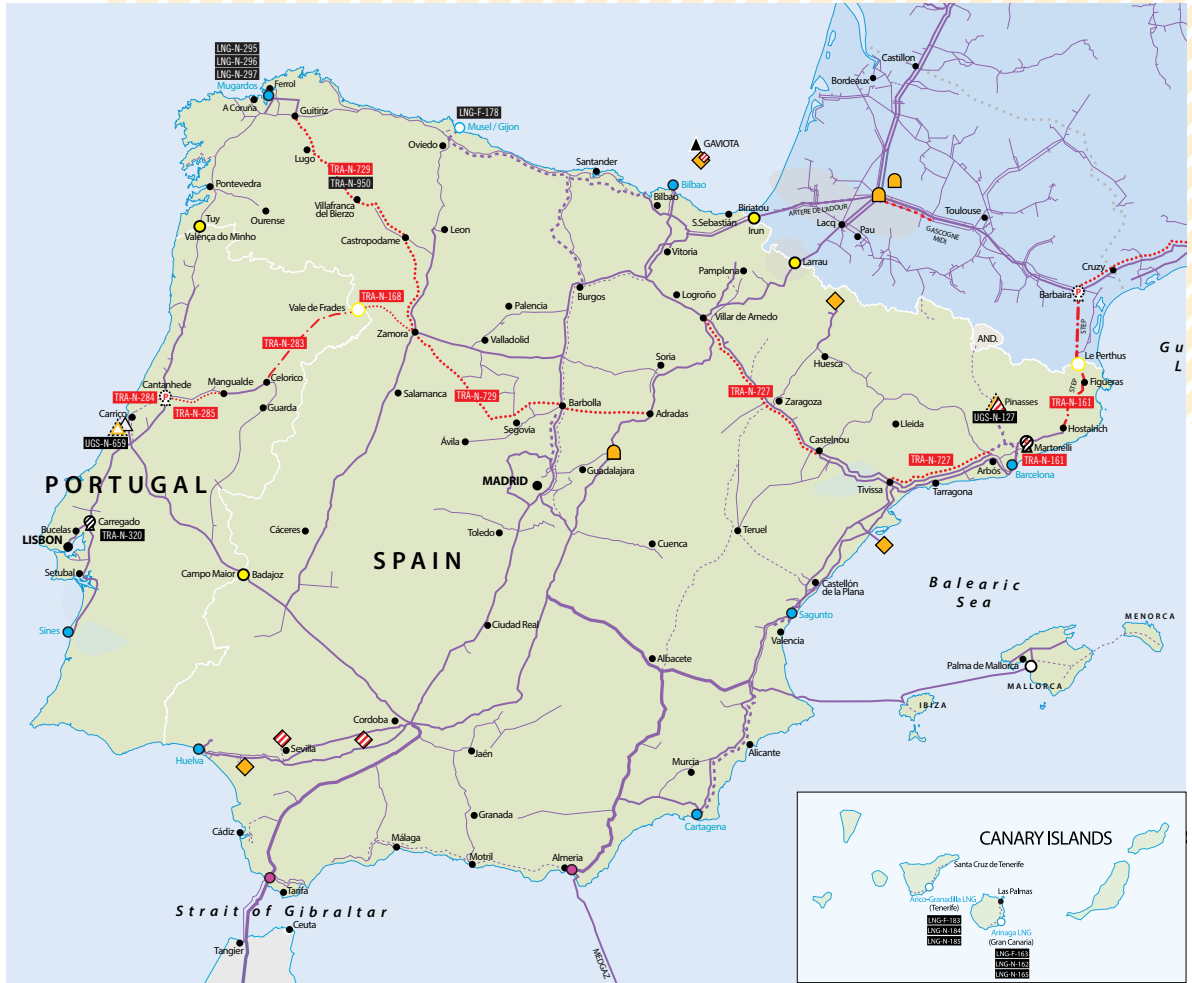 LNG-N-295
LNG-N-296
LNG-N-297
Mugardos
Ferrol
A Coruña
Guitiriz
LNG-F-178
Musel / Gijon
Oviedo
Santander
GAVIOTA
Bilbao
Bilbao
Castillon
Bordeaux
Lugo
TRA-N-729
TRA-N-950
Villafranca
del Bierzo
Pontevedra
Ourense
Tuy
Valença do Minho
Castropodame
Leon
S.Sebastián
Biriatou
Irun
ARTERE DE L'ADOUR
Lacq
Pau
GASCOGNE
MIDI
Toulouse
Cruzy
Barbaira
P
Vitoria
Pamplona
Larrau
Logroño
Burgos
Palencia
Valladolid
Vale de Frades
TRA-N-168
Zamora
Villar de Arnedo
Soria
Huesca
AND.
STEP
Le Perthus
STEP
Figueras
Gu
L
TRA-N-283
Celorico
Mangualde
Cantanhede
P
TRA-N-284
TRA-N-285
Carriço
UGS-N-659
Guarda
Salamanca
TRA-N-729
Barbolla
Segovia
Ávila
Adradas
TRA-N-727
Zaragoza
Lleida
Pinasses
UGS-N-127
TRA-N-161
Hostalrich
Martorell
TRA-N-161
Barcelona
Arbós
TRA-N-727
Castelnou
Tivissa
Tarragona
Guadalajara
MADRID
PORTUGAL
Carregado
Bucelas
TRA-N-320
LISBON
Setubal
Sines
Cáceres
Toledo
Cuenca
Teruel
SPAIN
Campo Maior
Badajoz
Ciudad Real
Castellón
de la Plana
Sagunto
Valencia
Balearic
Sea
MENORCA
Palma de Mallorca
MALLORCA
IBIZA
Albacete
Cordoba
Sevilla
Huelva
Jaén
Murcia
Alicante
Cartagena
Granada
Cádiz
Málaga
Motril
Almeria
Tarifa
Strait of Gibraltar
Ceuta
Tangier
MEDGAZ
CANARY ISLANDS
Santa Cruz de Tenerife
Arico-Granadilla LNG
(Tenerife)
LNG-F-183
LNG-N-184
LNG-N-185
Las Palmas
Arinaga LNG
(Gran Canaria)
LNG-F-163
LNG-N-162
LNG-N-165